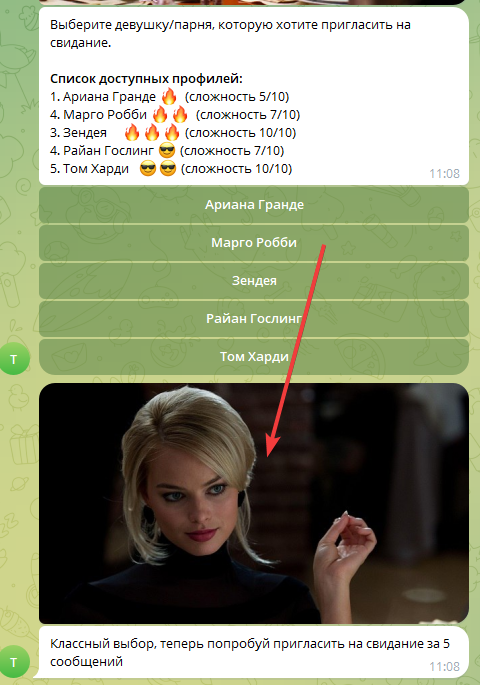 Выберите девушку/парня, которую хотите пригласить на
свидание.
Список доступных профилей:
1. Ариана Гранде 🔥 (сложность 5/10)
4. Марго Робби 🔥🔥 (сложность 7/10)
3. Зендея 🔥🔥🔥 (сложность 10/10)
4. Райан Гослинг 😎 (сложность 7/10)
5. Том Харди 😎😎 (сложность 10/10)
11:08
Ариана Гранде
Марго Робби
Зендея
Райан Гослинг
Том Харди
Т
Классный выбор, теперь попробуй пригласить на свидание за 5
сообщений
11:08
Т